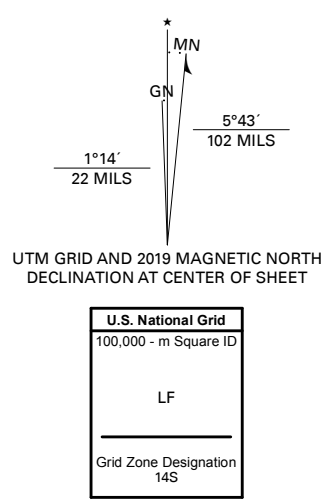 ★
MN
GN
5°43´
102 MILS
1°14´
22 MILS
UTM GRID AND 2019 MAGNETIC NORTH
DECLINATION AT CENTER OF SHEET
U.S. National Grid
100,000 - m Square ID
LF
Grid Zone Designation
14S